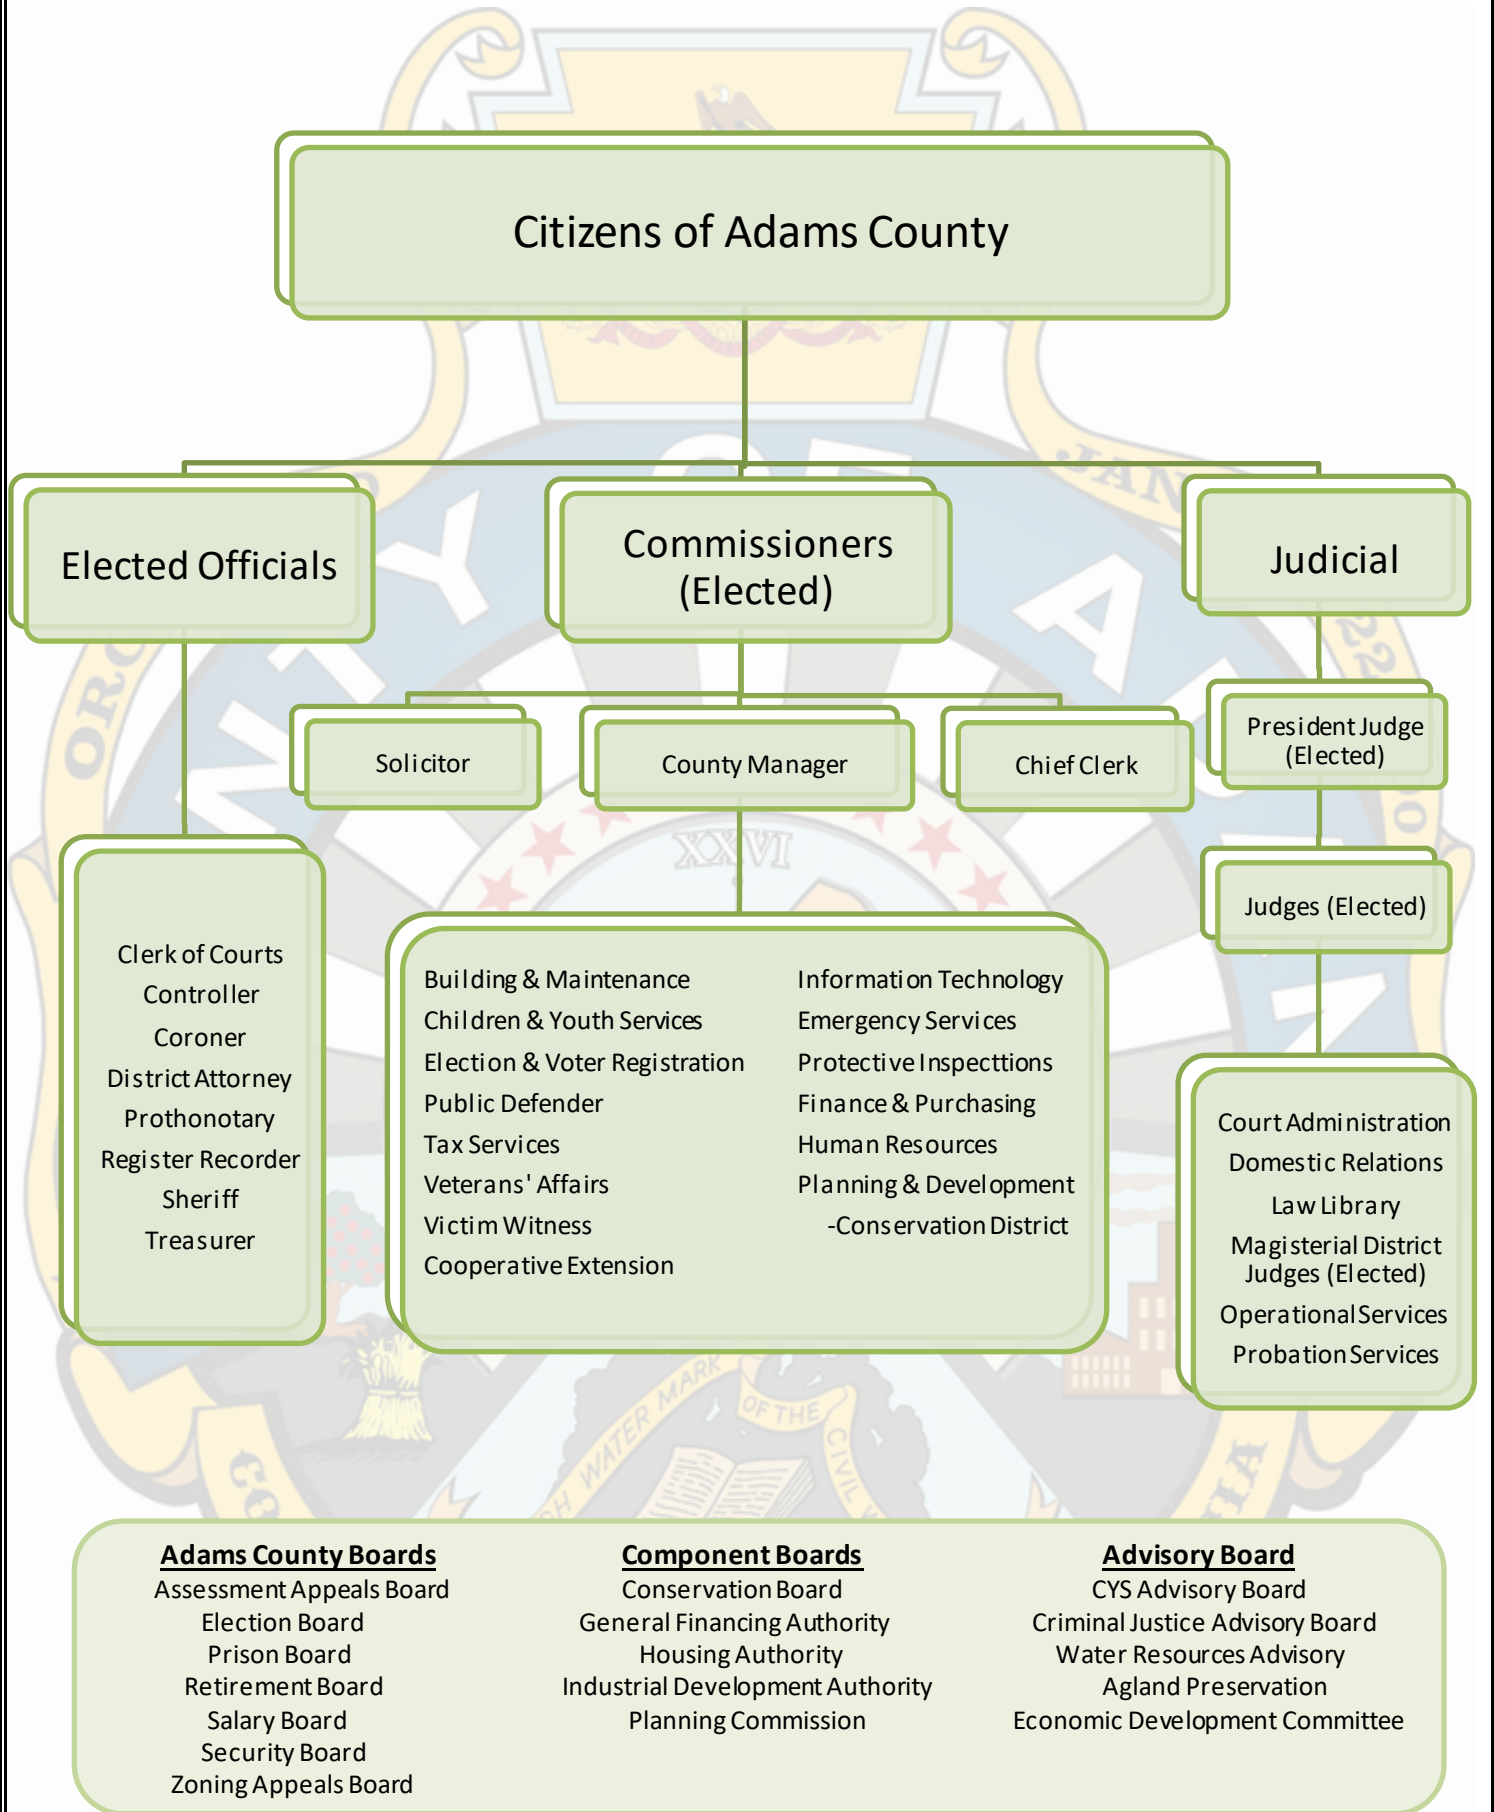 Citizens of Adams County
Elected Officials
Commissioners
(Elected)
Judicial
Solicitor
County Manager
Chief Clerk
President Judge
(Elected)
Judges (Elected)
Clerk of Courts
Controller
Coroner
District Attorney
Prothonotary
Register Recorder
Sheriff
Treasurer
Building & Maintenance
Children & Youth Services
Election & Voter Registration
Public Defender
Tax Services
Veterans' Affairs
Victim Witness
Cooperative Extension
Information Technology
Emergency Services
Protective Inspecttions
Finance & Purchasing
Human Resources
Planning & Development
-Conservation District
Court Administration
Domestic Relations
Law Library
Magisterial District
Judges (Elected)
Operational Services
Probation Services
XXVI
WATER MARK
OF THE
CIVIL
Adams County Boards
Assessment Appeals Board
Election Board
Prison Board
Retirement Board
Salary Board
Security Board
Zoning Appeals Board
Component Boards
Conservation Board
General Financing Authority
Housing Authority
Industrial Development Authority
Planning Commission
Advisory Board
CYS Advisory Board
Criminal Justice Advisory Board
Water Resources Advisory
Agland Preservation
Economic Development Committee